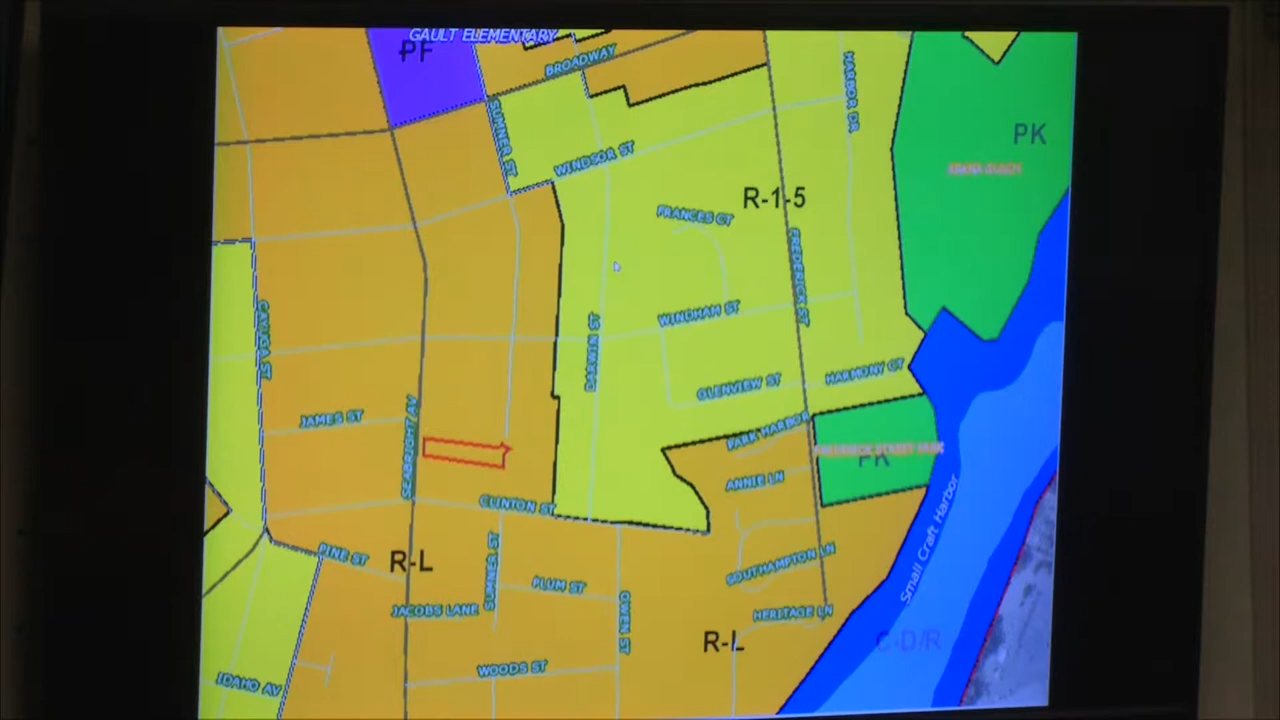 GAULT ELEMENTARY
PF
BROADWAY
HARBOR DR
SUMNER ST
PK
WINDSOR ST
R-1-5
FRANCES CT
FREDERICK ST
CAYUGA ST
WINDHAM ST
DARWIN ST
GLENVIEW ST
HARMONY CT
JAMES ST
SEABRIGHT AV
PARK HARBOR
FREDERICK STREET PARK
PK
ANNIE LN
CLINTON ST
Small Craft Harbor
PINE ST
R-L
SUMNER ST
PLUM ST
SOUTHAMPTON LN
JACOBS LANE
OWEN ST
HERITAGE LN
R-L
C-D/R
WOODS ST
IDAHO AV